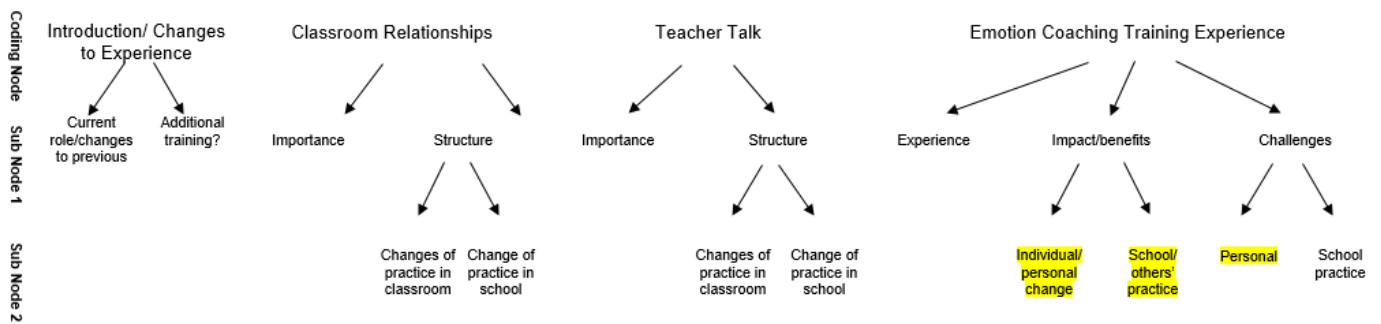 Coding Node
Introduction/ Changes
to Experience
Classroom Relationships
Teacher Talk
Emotion Coaching Training Experience
Sub Node 1
Current
role/changes
to previous
Additional
training?
Importance
Structure
Importance
Structure
Experience
Impact/benefits
Challenges
Sub Node 2
Changes of
practice in
classroom
Change of
practice in
school
Changes of
practice in
classroom
Change of
practice in
school
Individual/
personal
change
School/
others’
practice
Personal
School
practice